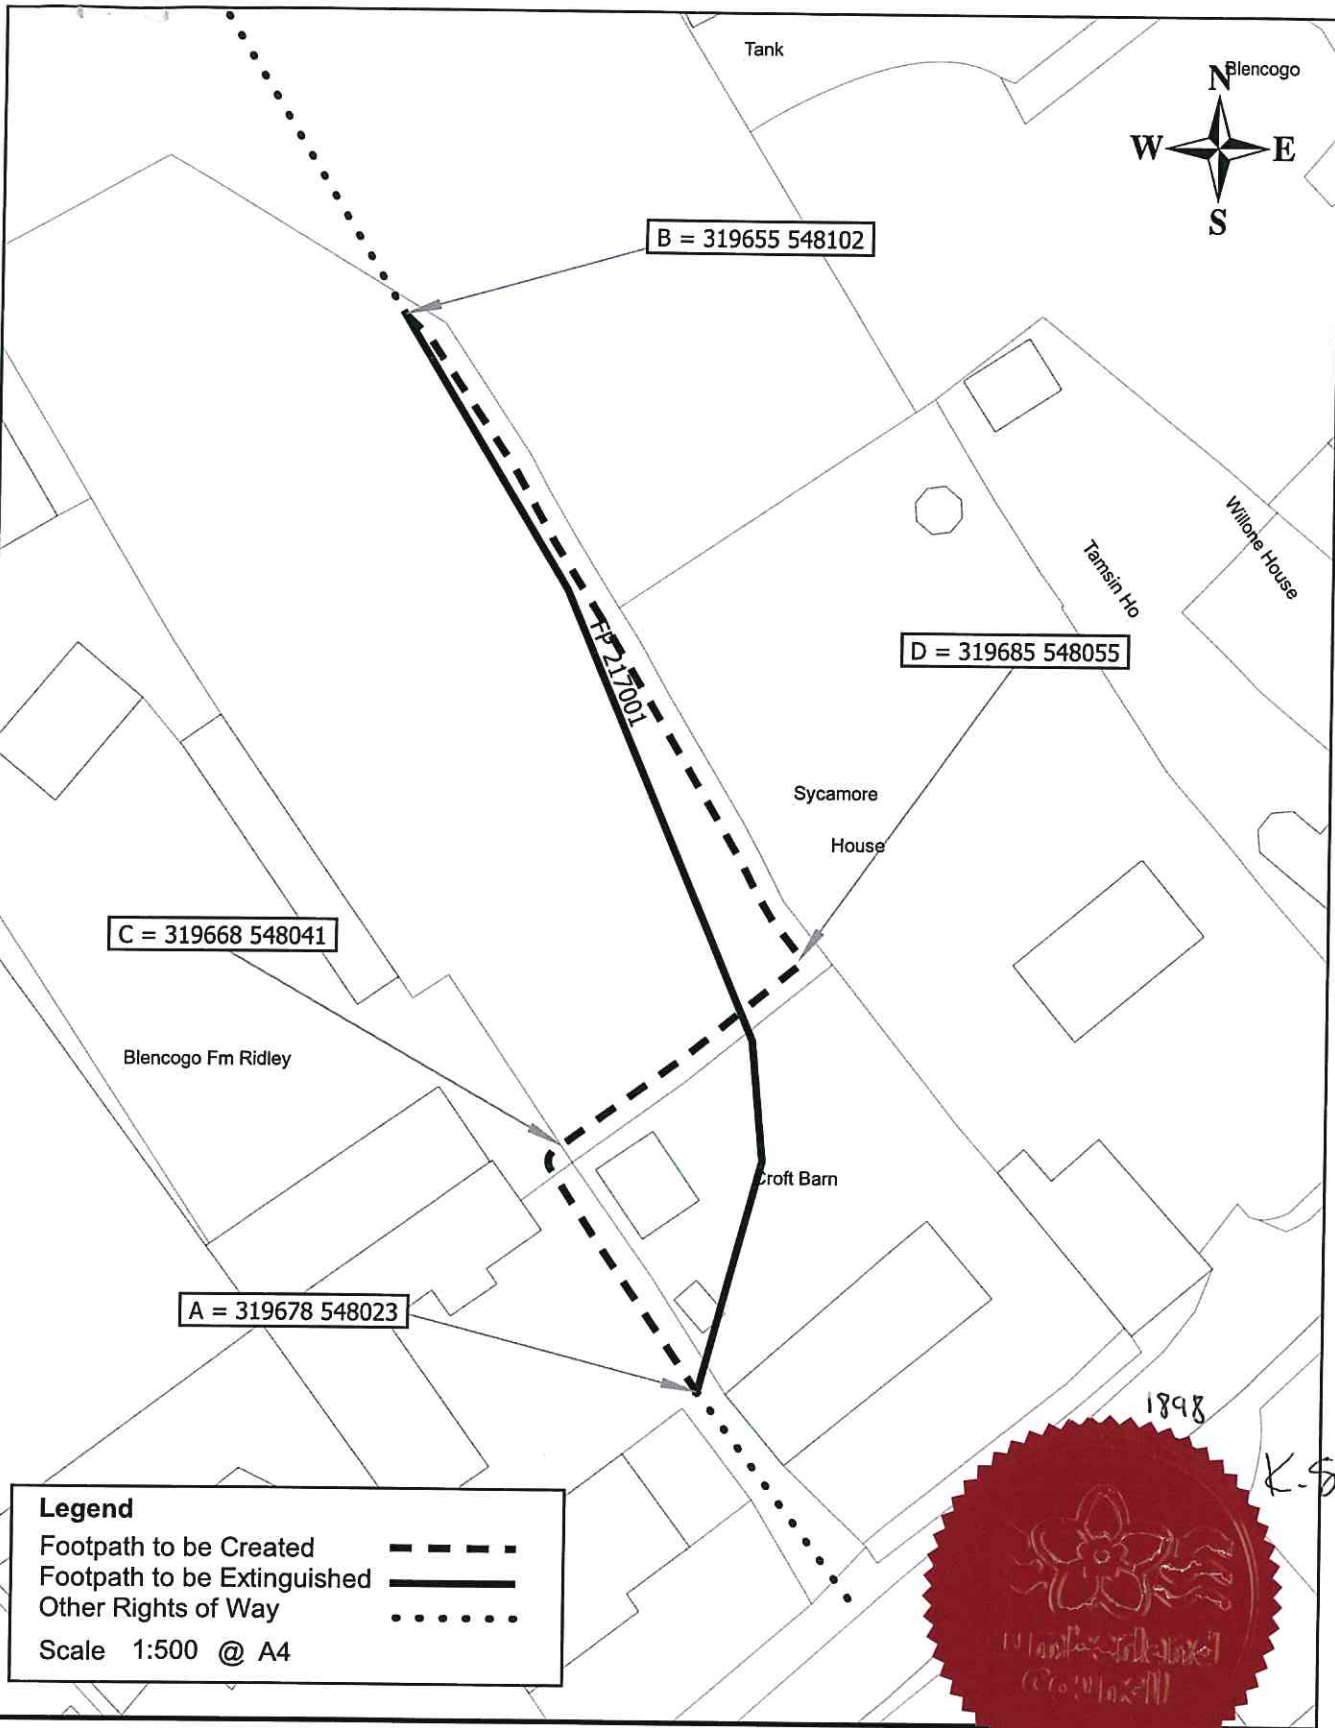 Tank
Blencogo
N
W E
S
B = 319655 548102
Willone House
Tamsin Ho
FP 217001
D = 319685 548055
Sycamore
House
C = 319668 548041
Blencogo Fm Ridley
Croft Barn
A = 319678 548023
1898
Legend
Footpath to be Created
Footpath to be Extinguished
Other Rights of Way
Scale 1:500 @ A4
Council